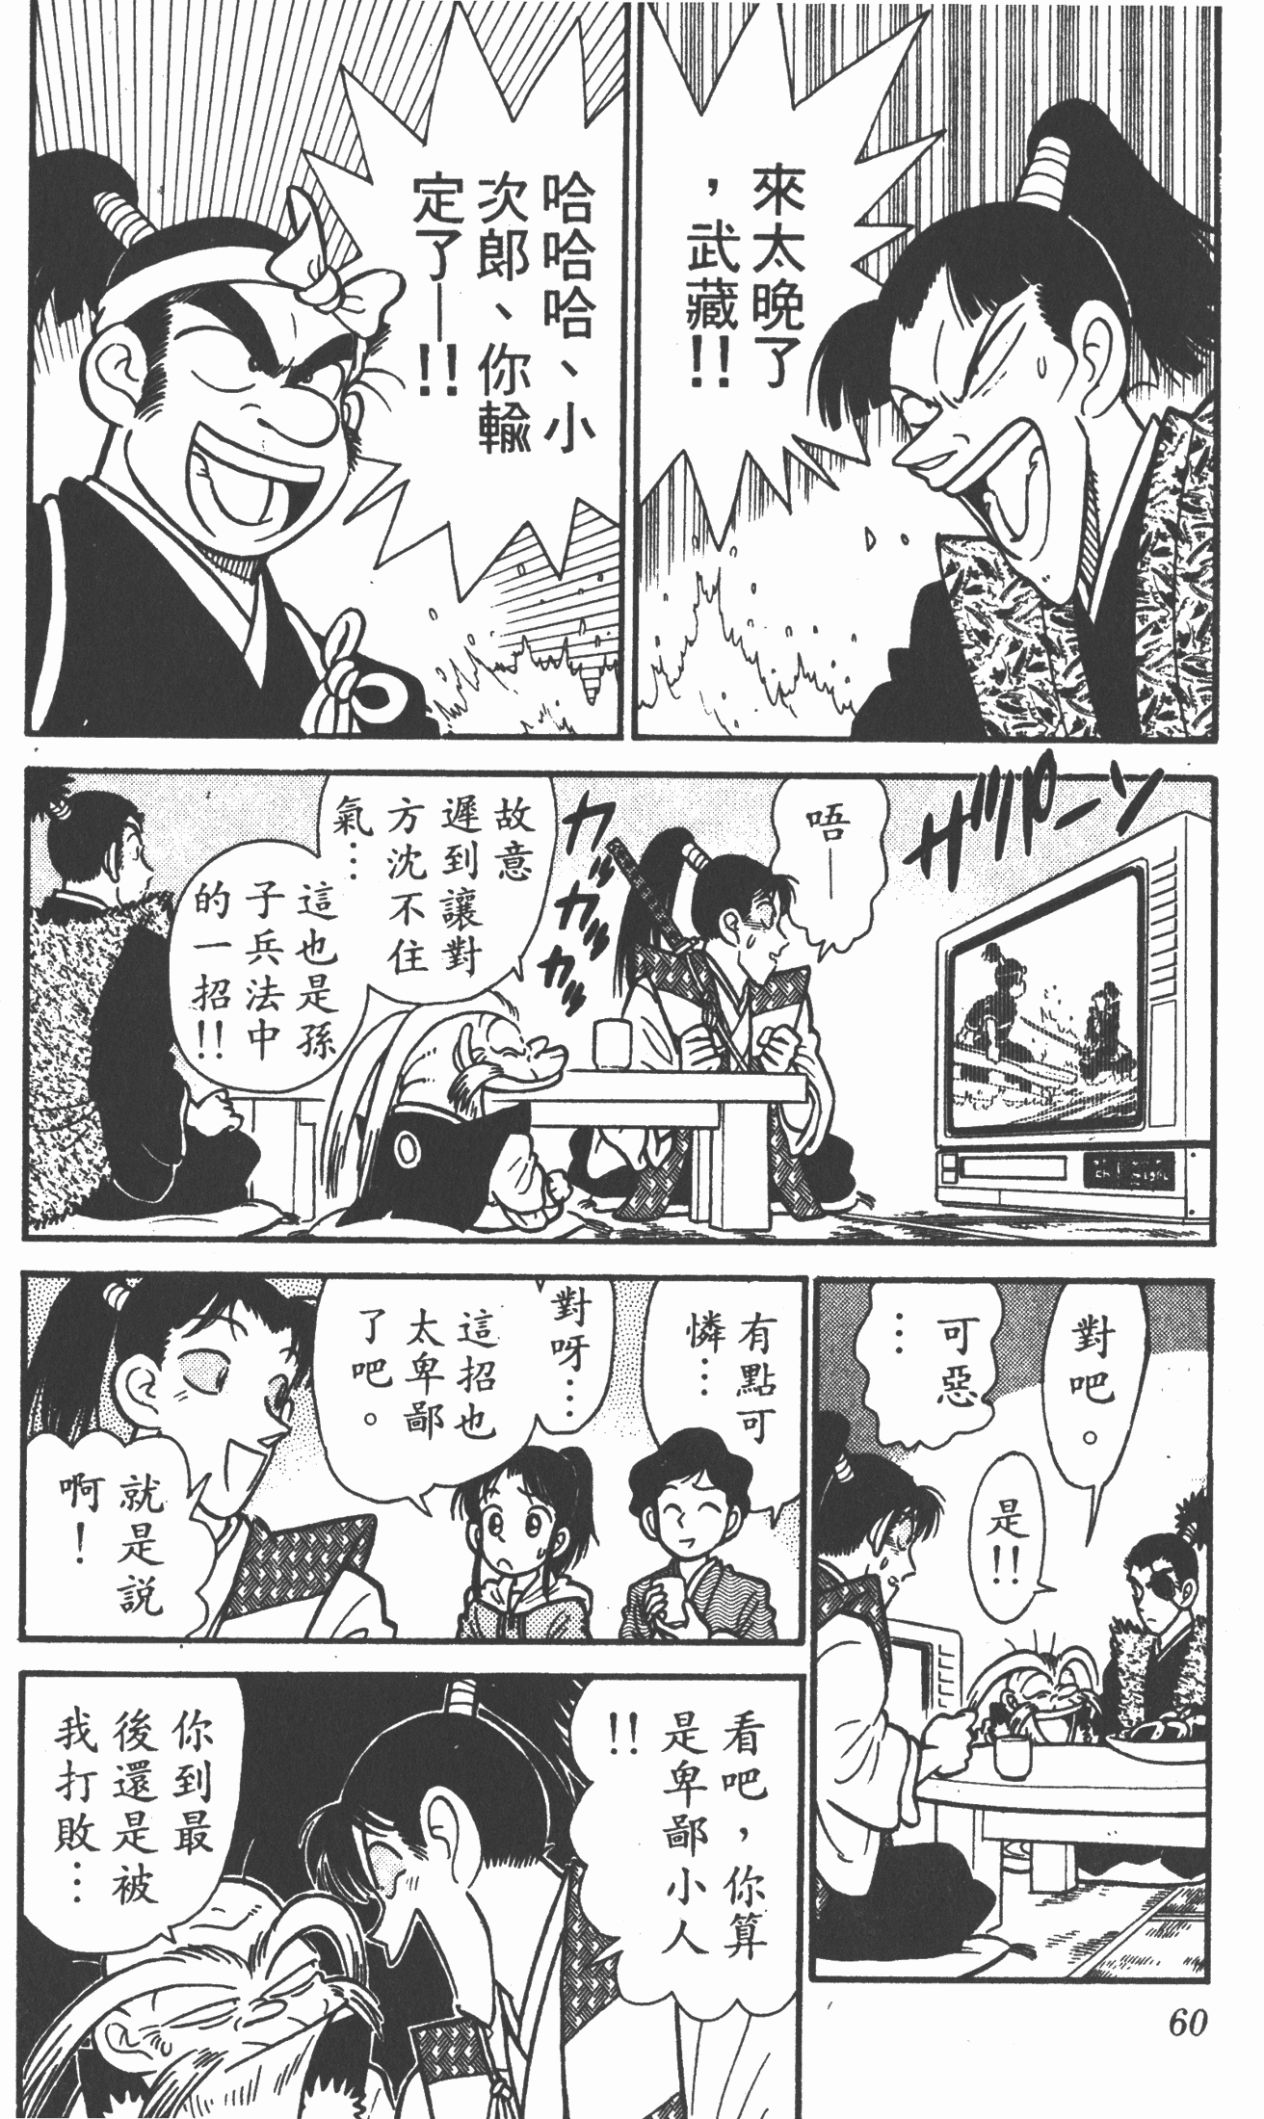 來太晚了
，武藏!!
哈哈哈、小
次郎、你輸
定了—!!
ザッパーン
唔—
カッ
カッ
カッ
故意
遲到讓對
方沈不住
氣…
這也是孫
子兵法中
的一招!!
對吧。
是!!
可惡
…
有點可
憐…
對呀…
這招也
太卑鄙
了吧。
就是說
啊！
看吧，你算
是卑鄙小人
!!
你到最
後還是被
我打敗…
60